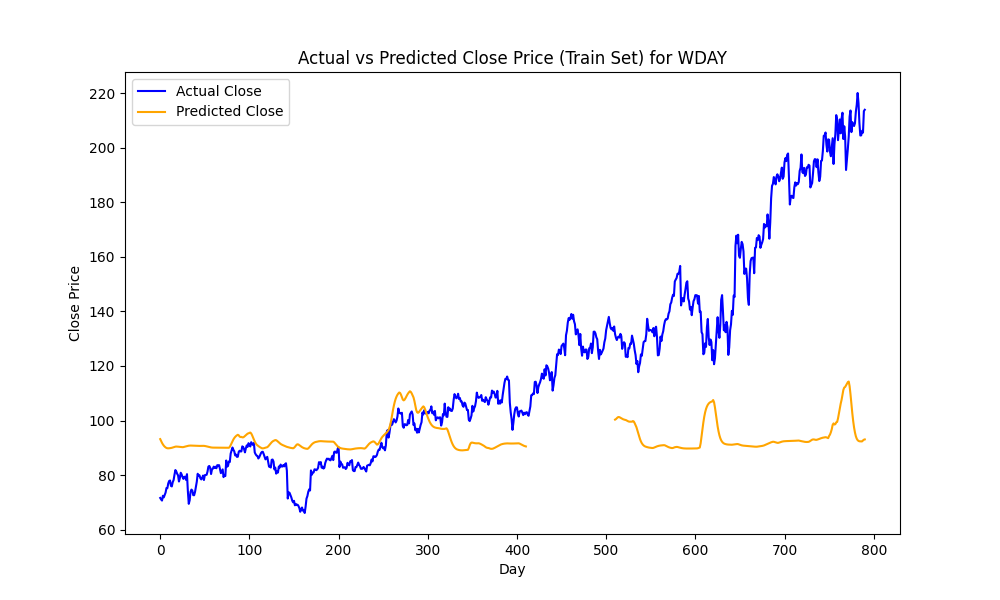 Actual vs Predicted Close Price (Train Set) for WDAY
Actual Close
Predicted Close
Close Price
220
200
180
160
140
120
100
80
60
0 100 200 300 400 500 600 700 800
Day